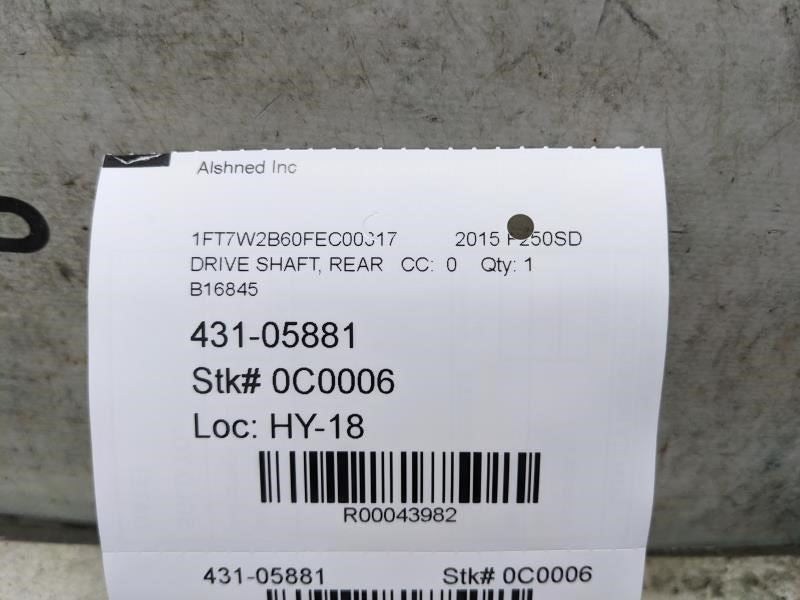 Alshned Inc
1FT7W2B60FEC00317 2015 F250SD
DRIVE SHAFT, REAR CC: 0 Qty: 1
B16845
431-05881
Stk# 0C0006
Loc: HY-18
R00043982
431-05881 Stk# 0C0006